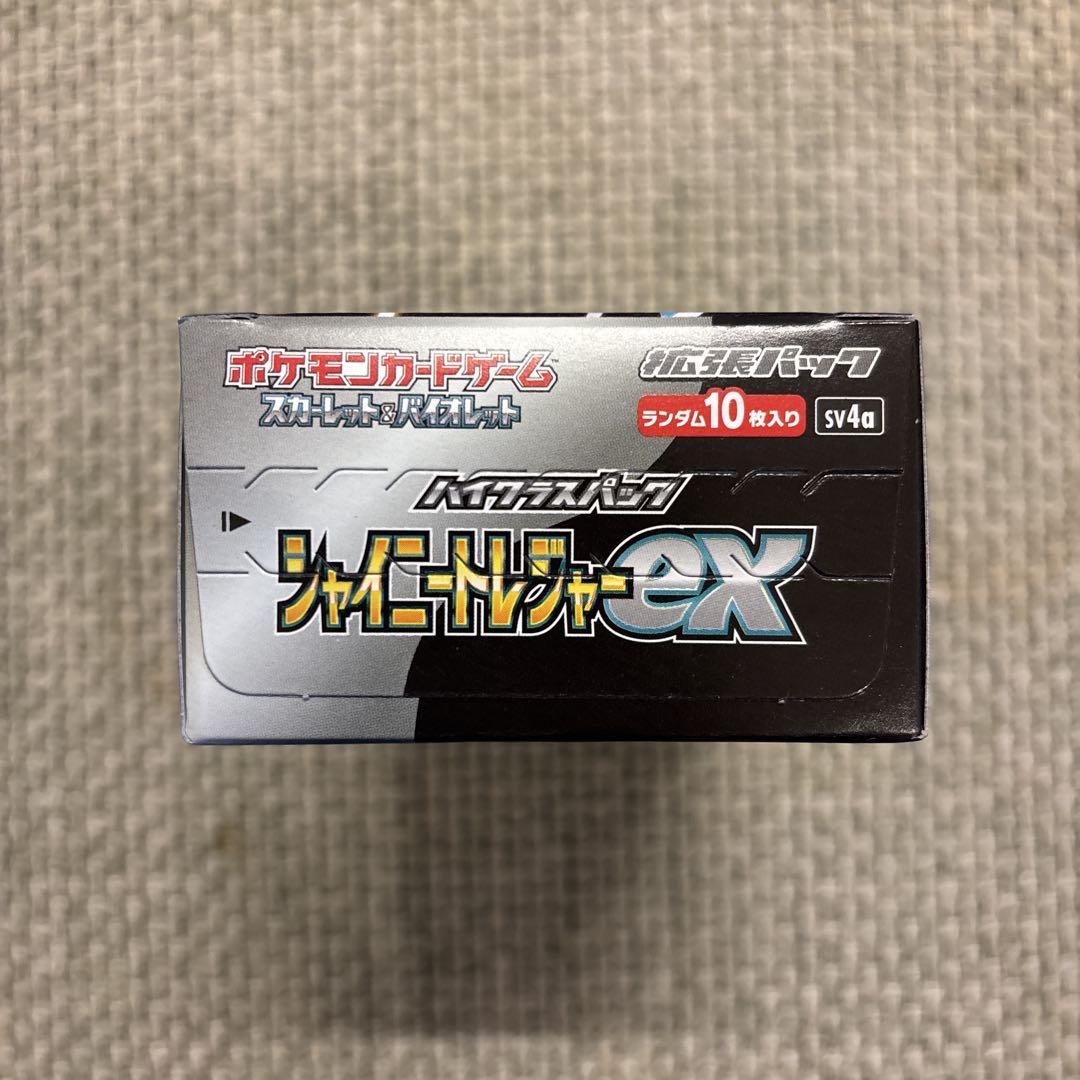 ポケモンカードゲーム™
スカーレット&バイオレット
拡張パック
ランダム10枚入り
SV4a
ハイクラスパック
シャイニートレジャーex